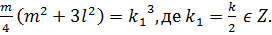 m/4 (m² + 3l²) = k₁³, де k₁ = k/2 ϵ Z.